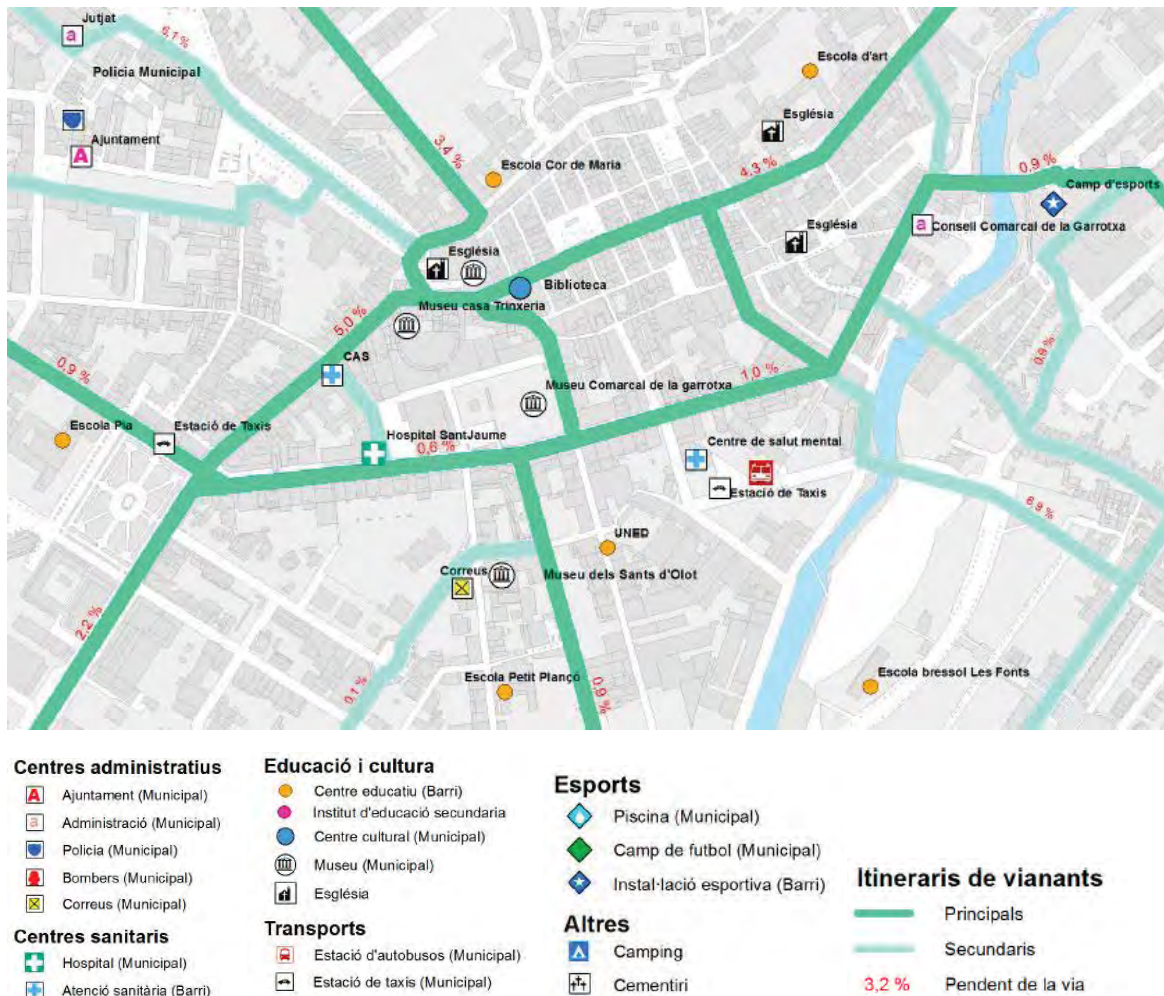 Jutjat
6,1 %
Policia Municipal
Ajuntament
Escola d'art
Església
3,4 %
Escola Cor de Maria
4,3 %
0,9 %
Camp d'esports
Església
Consell Comarcal de la Garrotxa
Església
Biblioteca
Museu casa Trinxeria
5,0 %
CAS
0,9 %
1,0 %
0,8 %
Museu Comarcal de la garrotxa
Escola Pia
Estació de Taxis
Hospital SantJaume
0,6 %
Centre de salut mental
Estació de Taxis
6,9 %
UNED
Correus
Museu dels Sants d'Olot
2,2 %
Escola Petit Plançó
0,1 %
0,9 %
Escola bressol Les Fonts
Centres administratius
A Ajuntament (Municipal)
a Administració (Municipal)
Policia (Municipal)
Bombers (Municipal)
Correus (Municipal)
Centres sanitaris
Hospital (Municipal)
Atenció sanitària (Barri)
Educació i cultura
Centre educatiu (Barri)
Institut d'educació secundaria
Centre cultural (Municipal)
Museu (Municipal)
Església
Transports
Estació d'autobusos (Municipal)
Estació de taxis (Municipal)
Esports
Piscina (Municipal)
Camp de futbol (Municipal)
Instal·lació esportiva (Barri)
Altres
Camping
Cementiri
Itineraris de vianants
Principals
Secundaris
3,2 % Pendent de la via